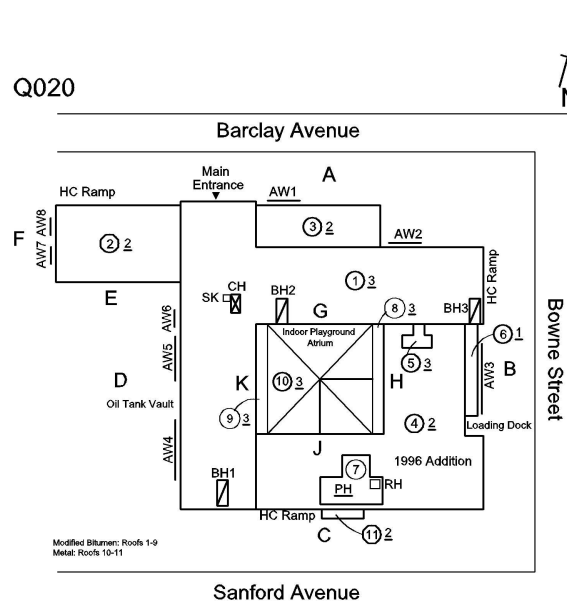 Q020
N
Barclay Avenue
Main
Entrance
A
HC Ramp
AW1
F
AW8
AW7
2 2
3 2
AW2
E
CH
SK
BH2
1 3
HC Ramp
BH3
8 3
G
Indoor Playground
Atrium
AW6
AW5
5 3
6 1
AW3
B
Bowne Street
D
K
10 3
H
Oil Tank Vault
9 3
4 2
Loading Dock
AW4
J
1996 Addition
BH1
7
PH
RH
HC Ramp
C
11 2
Modified Bitumen: Roofs 1-9
Metal: Roofs 10-11
Sanford Avenue